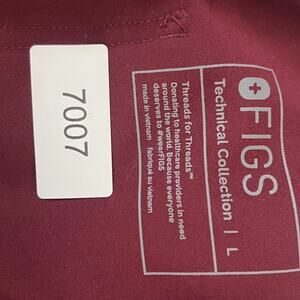 7007
FIGS
Technical Collection | L
Threads for Threads™
Donating to healthcare providers in need
around the world. Because everyone
deserves to #wearFIGS
made in vietnam fabriqué au vietnam